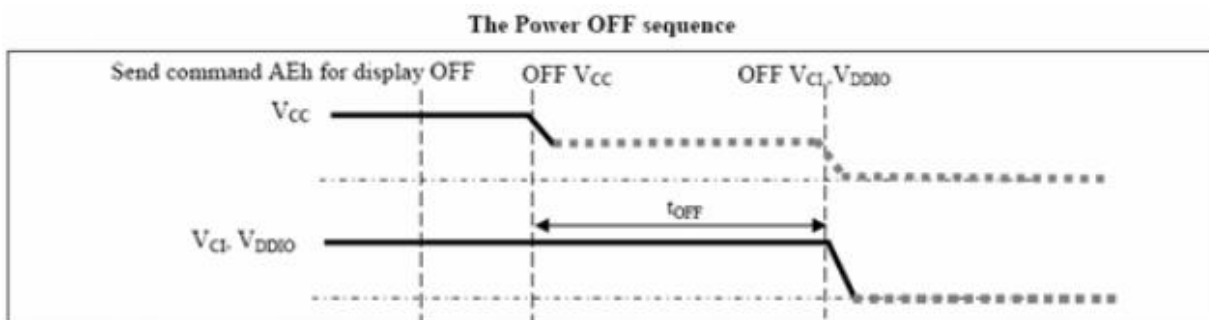 The Power OFF sequence
Send command AEh for display OFF OFF VCC OFF VCI, VDDIO
VCC
tOFF
VCI, VDDIO